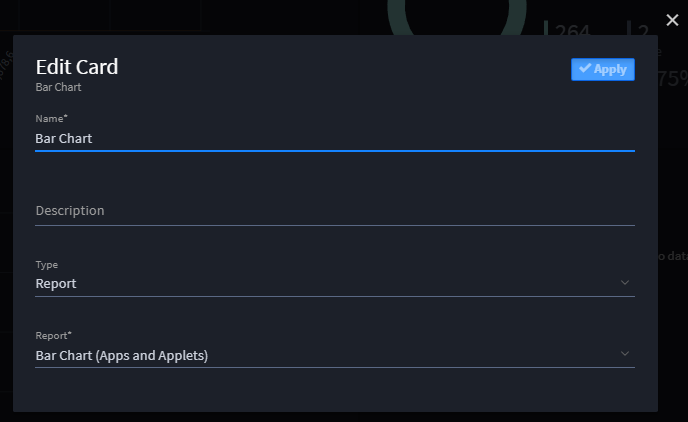 264
2
Edit Card
Apply
Bar Chart
75%
Name*
Bar Chart
Description
o data
Type
Report
Report*
Bar Chart (Apps and Applets)